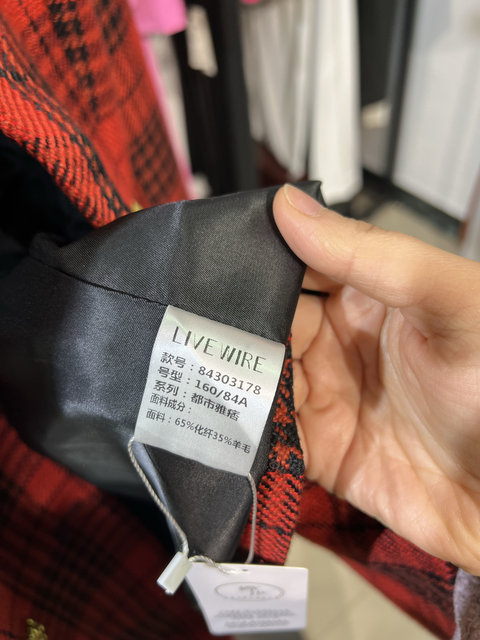 LIVE WIRE
款号：84303178
号型：160/84A
系列：都市雅痞
面料成分：
面料：65%化纤35%羊毛